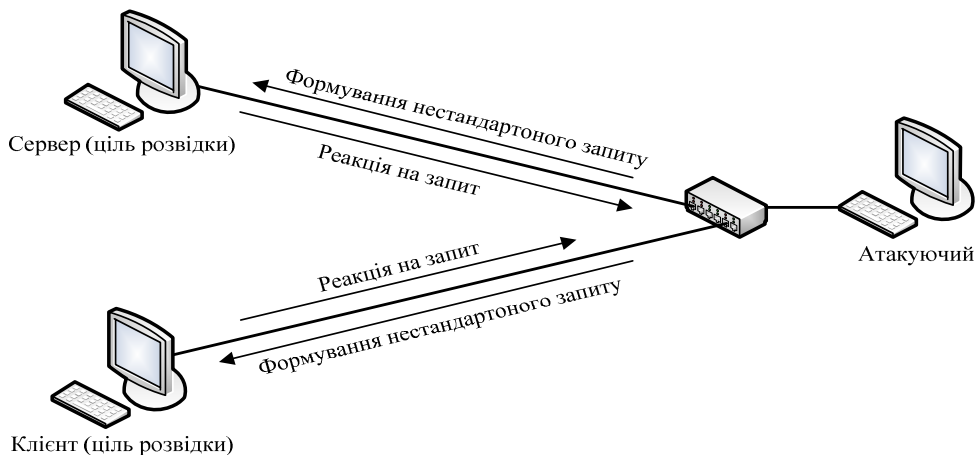 Формування нестандартоного запиту
Сервер (ціль розвідки)
Реакція на запит
Реакція на запит
Атакуючий
Формування нестандартоного запиту
Клієнт (ціль розвідки)